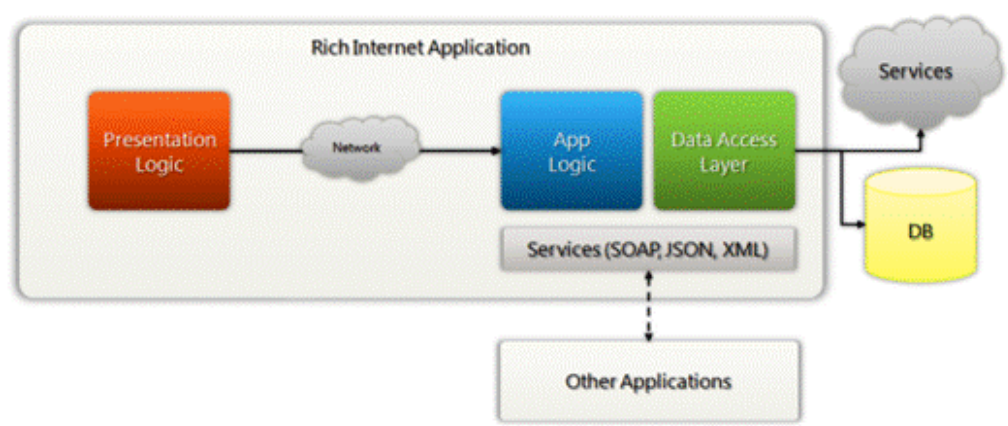 Rich Internet Application
Services
Presentation
Logic
Network
App
Logic
Data Access
Layer
DB
Services (SOAP, JSON, XML)
Other Applications